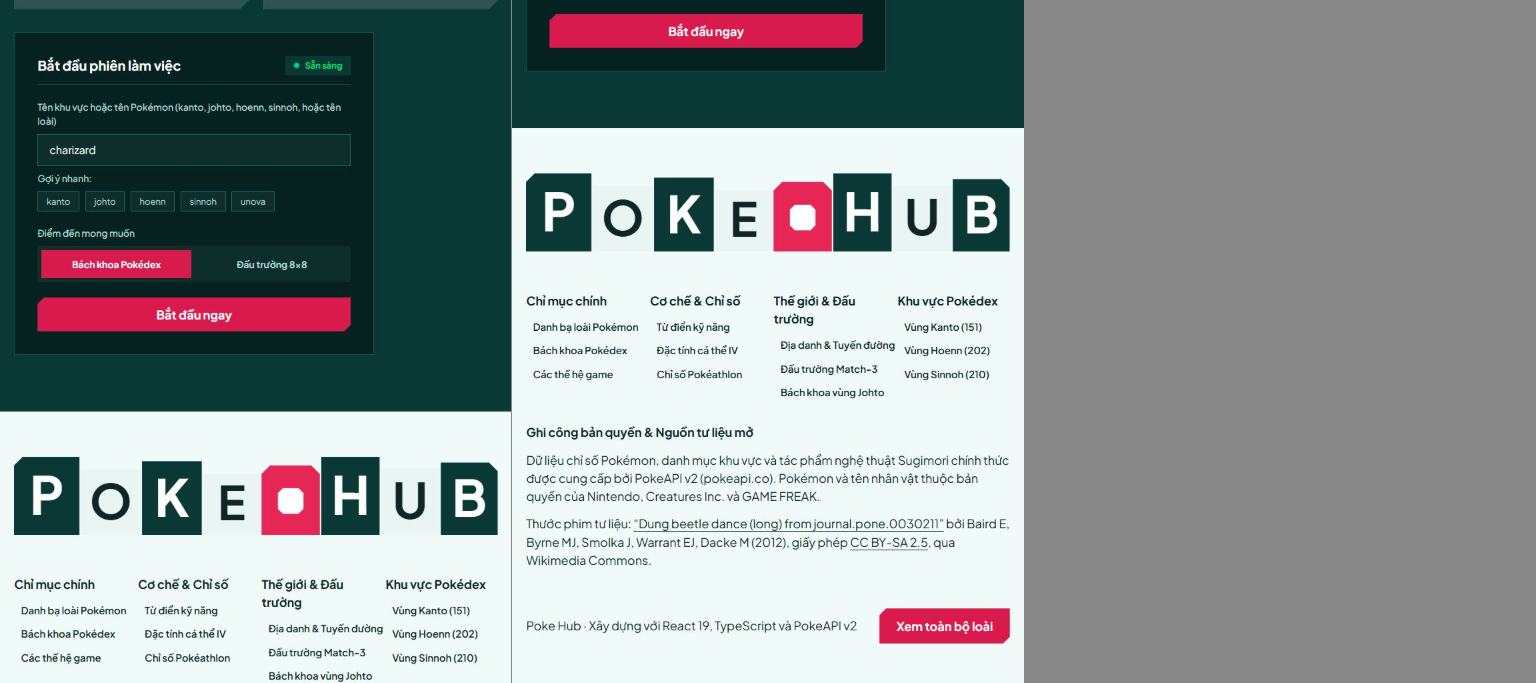 Bắt đầu phiên làm việc
Sẵn sàng
Tên khu vực hoặc tên Pokémon (kanto, johto, hoenn, sinnoh, hoặc tên
loài)
charizard
Gợi ý nhanh:
kanto johto hoenn sinnoh unova
Điểm đến mong muốn
Bách khoa Pokédex Đấu trường 8×8
Bắt đầu ngay
POKE HUB
Chỉ mục chính
Danh bạ loài Pokémon
Bách khoa Pokédex
Các thế hệ game
Cơ chế & Chỉ số
Từ điển kỹ năng
Đặc tính cá thể IV
Chỉ số Pokéathlon
Thế giới & Đấu
trường
Địa danh & Tuyến đường
Đấu trường Match-3
Bách khoa vùng Johto
Khu vực Pokédex
Vùng Kanto (151)
Vùng Hoenn (202)
Vùng Sinnoh (210)
Bắt đầu ngay
POKE HUB
Chỉ mục chính
Danh bạ loài Pokémon
Bách khoa Pokédex
Các thế hệ game
Cơ chế & Chỉ số
Từ điển kỹ năng
Đặc tính cá thể IV
Chỉ số Pokéathlon
Thế giới & Đấu
trường
Địa danh & Tuyến đường
Đấu trường Match-3
Bách khoa vùng Johto
Khu vực Pokédex
Vùng Kanto (151)
Vùng Hoenn (202)
Vùng Sinnoh (210)
Ghi công bản quyền & Nguồn tư liệu mở
Dữ liệu chỉ số Pokémon, danh mục khu vực và tác phẩm nghệ thuật Sugimori chính thức
được cung cấp bởi PokeAPI v2 (pokeapi.co). Pokémon và tên nhân vật thuộc bản
quyền của Nintendo, Creatures Inc. và GAME FREAK.
Thước phim tư liệu: "Dung beetle dance (long) from journal.pone.0030211" bởi Baird E,
Byrne MJ, Smolka J, Warrant EJ, Dacke M (2012), giấy phép CC BY-SA 2.5, qua
Wikimedia Commons.
Poke Hub · Xây dựng với React 19, TypeScript và PokeAPI v2
Xem toàn bộ loài